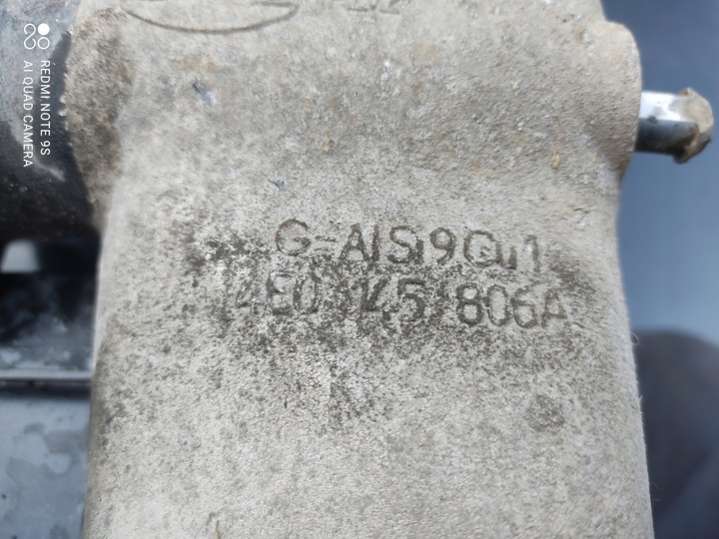 REDMI NOTE 9S
AI QUAD CAMERA
G-AlSi9Cu1
4E0 145 806A